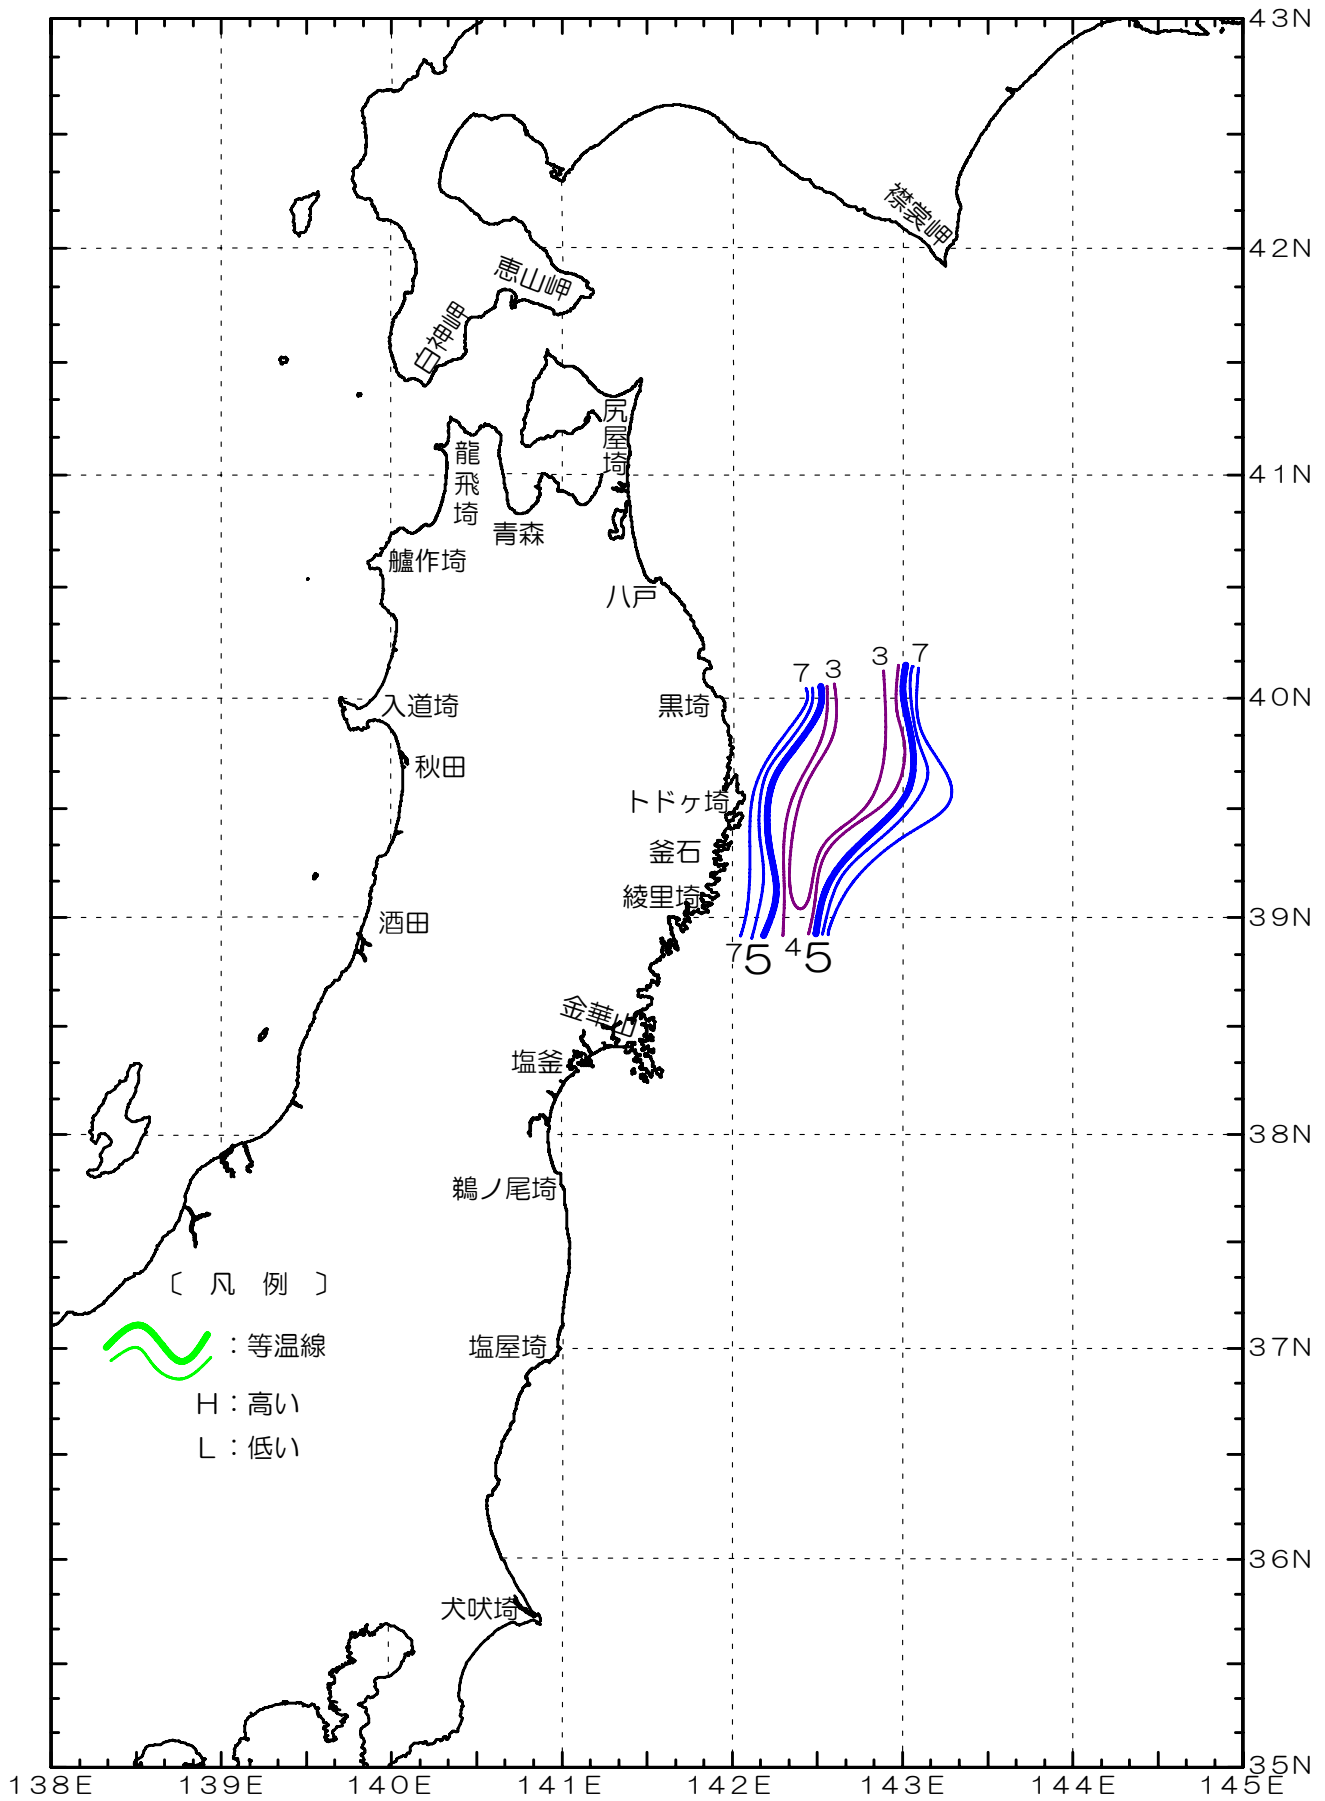 43N
襟裳岬
42N
恵山岬
白神岬
尻屋埼
龍飛埼
41N
青森
艫作埼
八戸
3
7
7
3
40N
黒埼
入道埼
秋田
トドヶ埼
釜石
綾里埼
39N
酒田
7
5
4
5
金華山
塩釜
38N
鵜ノ尾埼
〔 凡 例 〕
:等温線
37N
塩屋埼
H:高い
L:低い
36N
犬吠埼
35N
138E
139E
140E
141E
142E
143E
144E
145E